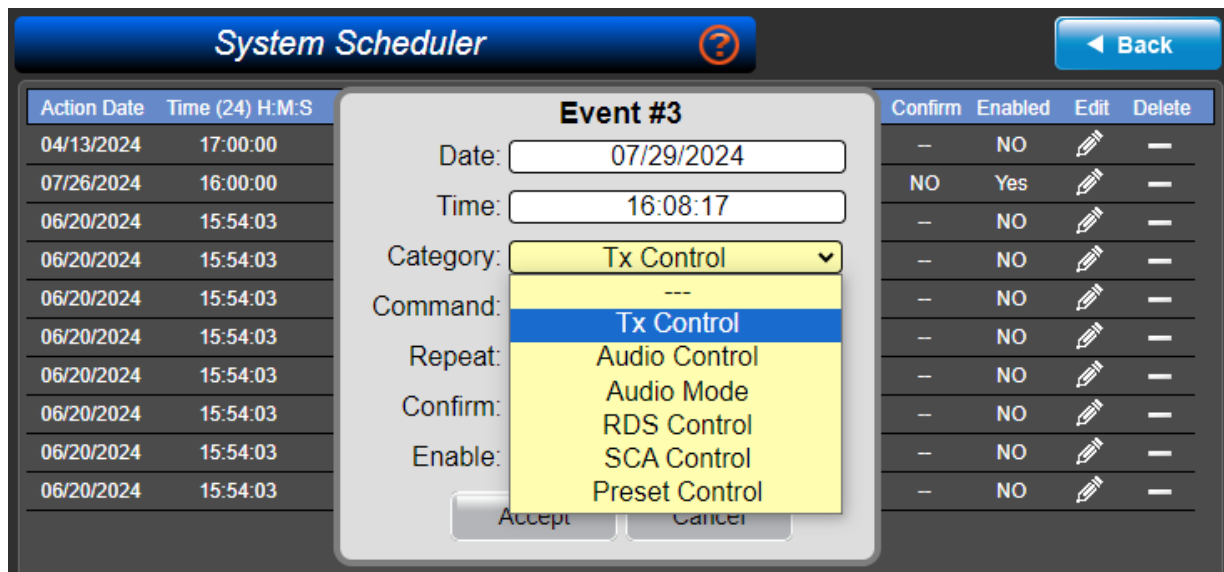 System Scheduler ?
Back
Action Date Time (24) H:M:S Confirm Enabled Edit Delete
Event #3
04/13/2024 17:00:00 -- NO
Date: 07/29/2024
07/26/2024 16:00:00 NO Yes
Time: 16:08:17
06/20/2024 15:54:03 -- NO
Category: Tx Control
06/20/2024 15:54:03 -- NO
---
Command:
06/20/2024 15:54:03 -- NO
Tx Control
06/20/2024 15:54:03 -- NO
Repeat:
Audio Control
06/20/2024 15:54:03 -- NO
Audio Mode
Confirm:
06/20/2024 15:54:03 -- NO
RDS Control
Enable:
SCA Control
06/20/2024 15:54:03 -- NO
Preset Control
06/20/2024 15:54:03 -- NO
Accept Cancel